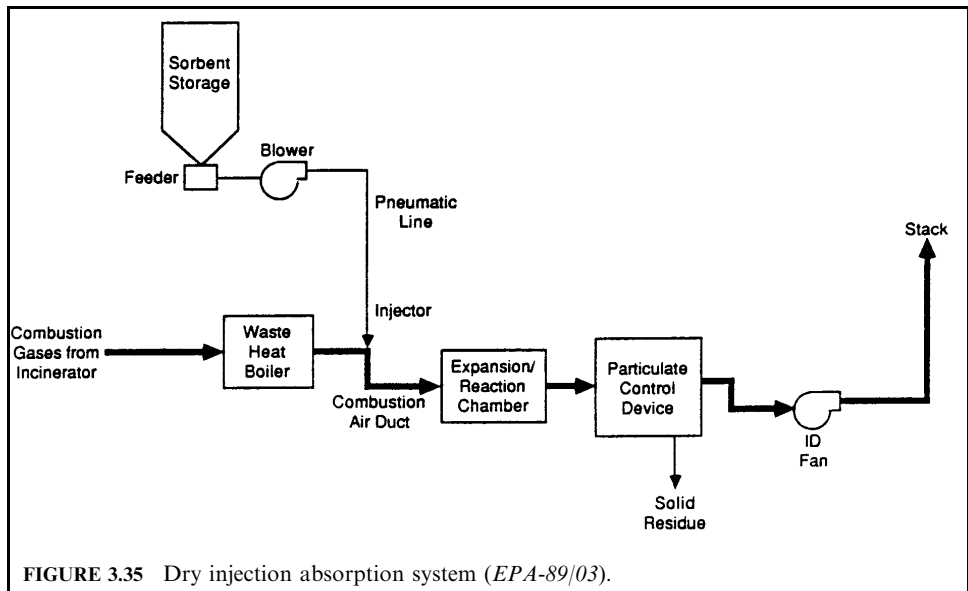 Sorbent
Storage
Feeder
Blower
Pneumatic
Line
Injector
Stack
Combustion
Gases from
Incinerator
Waste
Heat
Boiler
Combustion
Air Duct
Expansion/
Reaction
Chamber
Particulate
Control
Device
ID
Fan
Solid
Residue
FIGURE 3.35 Dry injection absorption system (EPA-89/03).